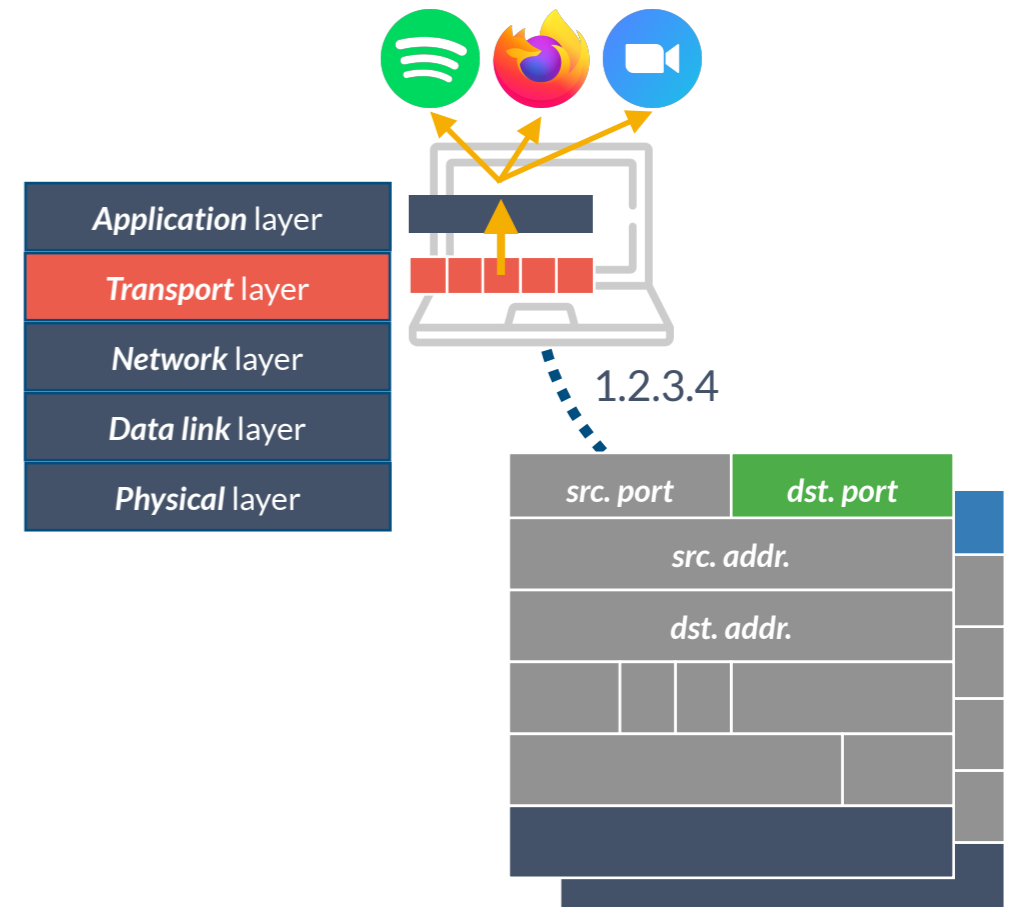 Application layer
Transport layer
Network layer
Data link layer
Physical layer
1.2.3.4
src. port
dst. port
src. addr.
dst. addr.